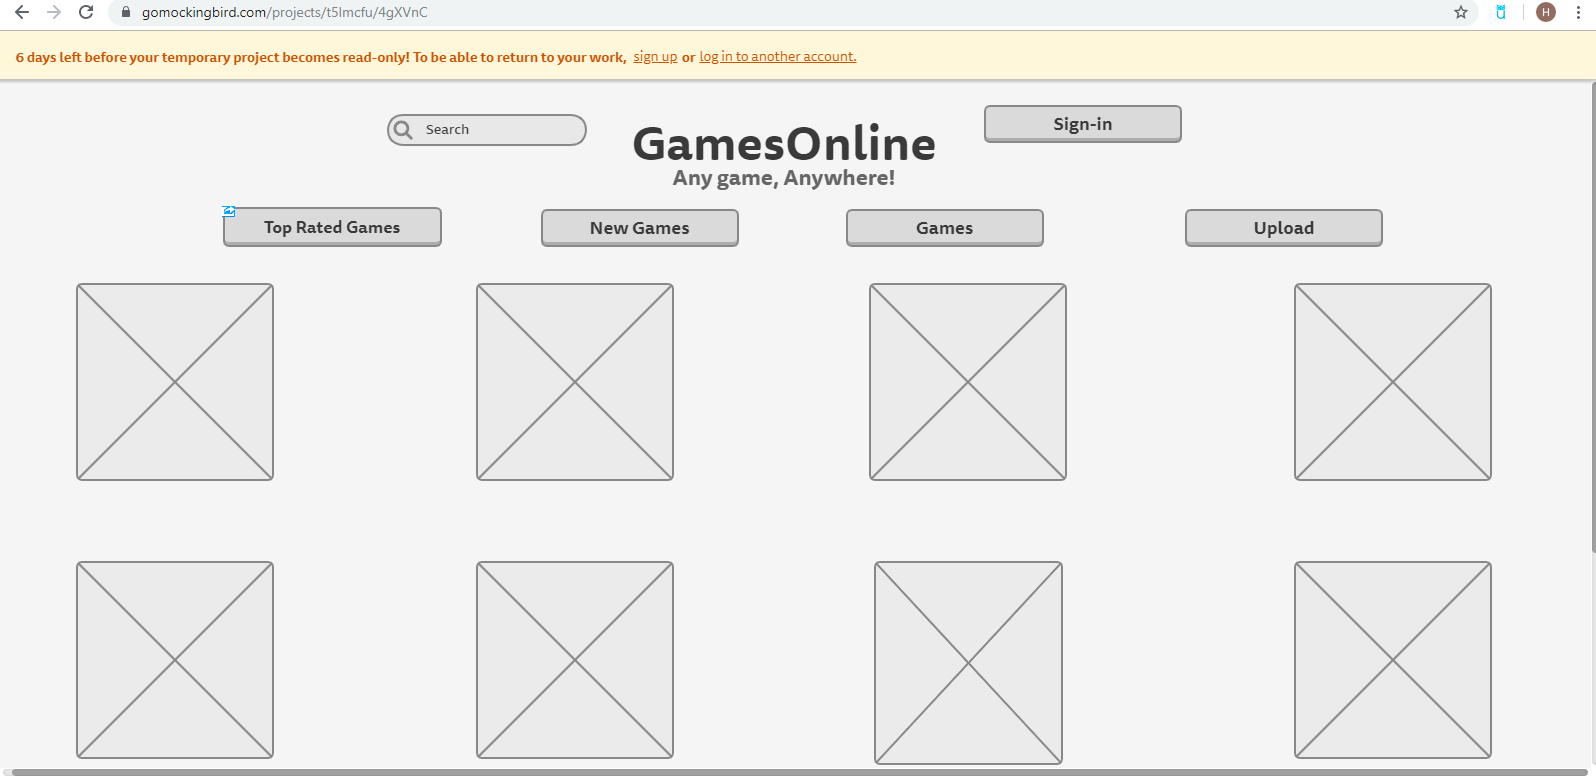 gomockingbird.com/projects/t5lmcfu/4gXVnC
H
6 days left before your temporary project becomes read-only! To be able to return to your work, sign up or log in to another account.
Search
Sign-in
GamesOnline
Any game, Anywhere!
Top Rated Games
New Games
Games
Upload